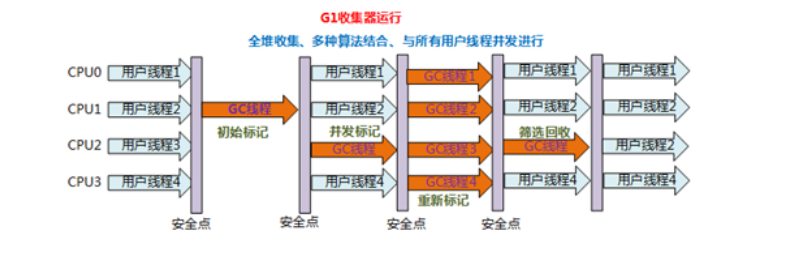 G1收集器运行
全堆收集、多种算法结合、与所有用户线程并发进行
CPU0 用户线程1 用户线程1 GC线程1 用户线程1 用户线程1
CPU1 用户线程2 GC线程 用户线程2 GC线程2 用户线程2 用户线程2
初始标记 并发标记 筛选回收
CPU2 用户线程3 GC线程 GC线程3 GC线程 用户线程2
CPU3 用户线程4 用户线程4 GC线程4 用户线程4 用户线程4
重新标记
安全点 安全点 安全点 安全点